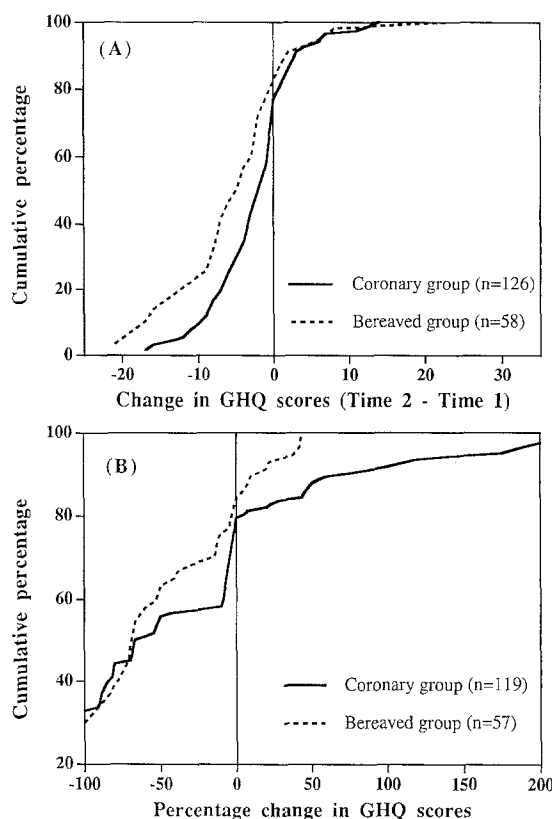 (A)
Cumulative percentage
100
80
60
40
20
0
Coronary group (n=126)
Bereaved group (n=58)
-20 -10 0 10 20 30
Change in GHQ scores (Time 2 - Time 1)
(B)
Cumulative percentage
100
80
60
40
20
Coronary group (n=119)
Bereaved group (n=57)
-100 -50 0 50 100 150 200
Percentage change in GHQ scores